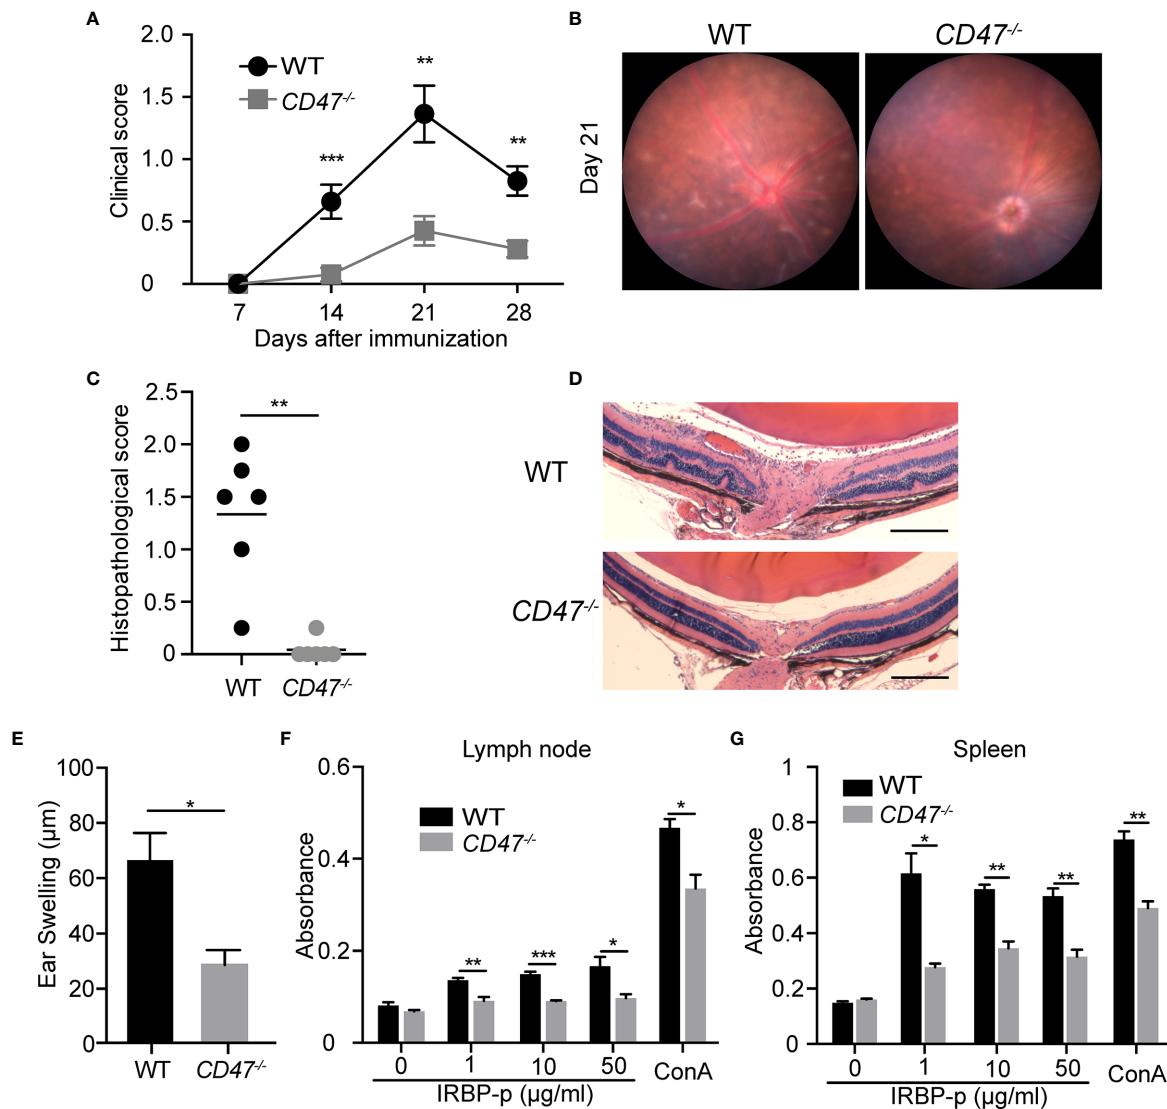 A
2.0
1.5
1.0
0.5
0
Clinical score
WT
CD47-/-
***
**
**
7 14 21 28
Days after immunization
B
WT CD47-/-
Day 21
C
2.5
2.0
1.5
1.0
0.5
0
Histopathological score
**
WT CD47-/-
D
WT
CD47-/-
E
100
80
60
40
20
0
Ear Swelling (µm)
*
WT CD47-/-
F
Lymph node
0.6
0.4
0.2
0
Absorbance
WT
CD47-/-
** *** * *
0 1 10 50 ConA
IRBP-p (µg/ml)
G
Spleen
1
0.8
0.6
0.4
0.2
0
Absorbance
WT
CD47-/-
* ** ** **
0 1 10 50 ConA
IRBP-p (µg/ml)